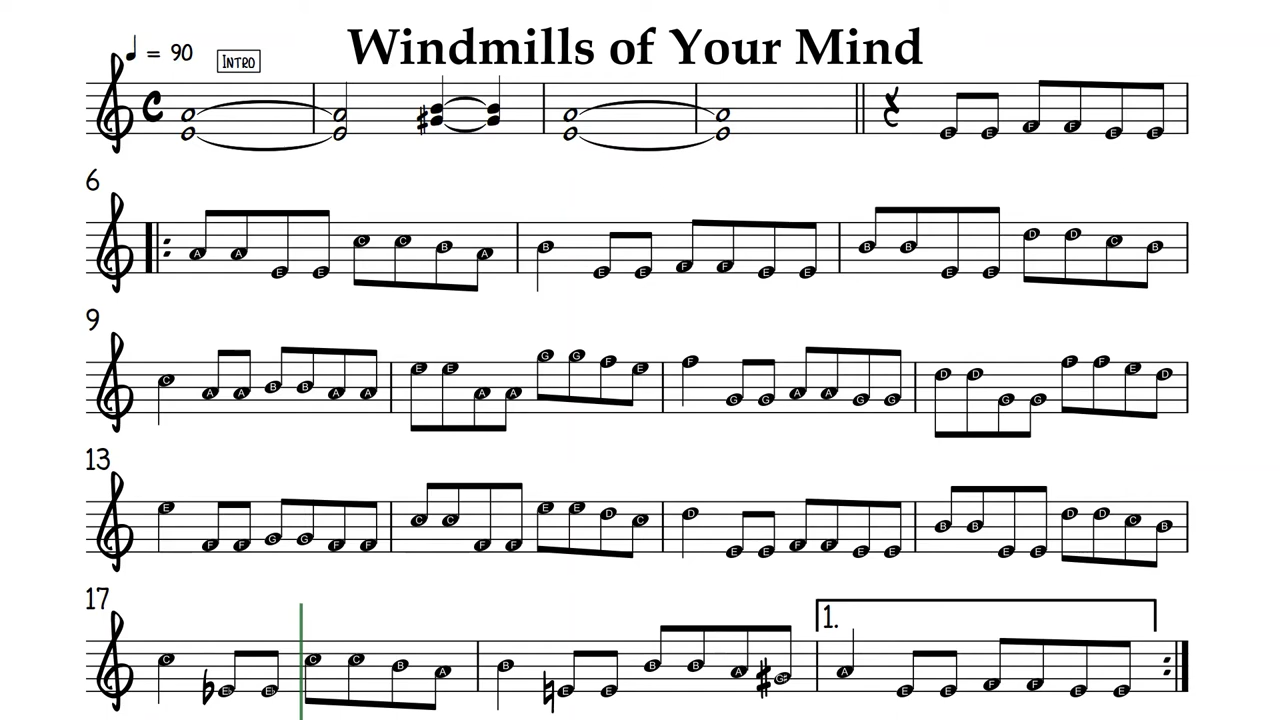 Windmills of Your Mind
♩ = 90 INTRO
E E F F E E
6
A A E E C C B A B E E F F E E B B E E D D C B
9
C A A B B A A E E A A G G F E F G G A A G G D D G G F F E D
13
E F F G G F F C C F F E E D C D E E F F E E B B E E D D C B
17
1.
C E♭ E♭ C C B A B E E B B A G♯ A E E F F E E